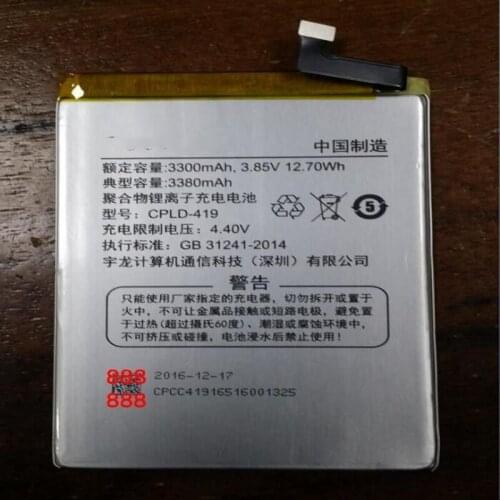 中国制造
额定容量:3300mAh, 3.85V 12.70Wh
典型容量:3380mAh
聚合物锂离子充电电池
型号: CPLD-419
充电限制电压: 4.40V
执行标准: GB 31241-2014
宇龙计算机通信科技（深圳）有限公司
5
警告
只能使用厂家指定的充电器，切勿拆开或置于
火中，不可让金属品接触或短路电极，避免置
于过热(超过摄氏60度)、潮湿或腐蚀环境中，
不可挤压或碰撞，电池浸水后禁止使用。
888
2016-12-17
CPCC41916516001325
888